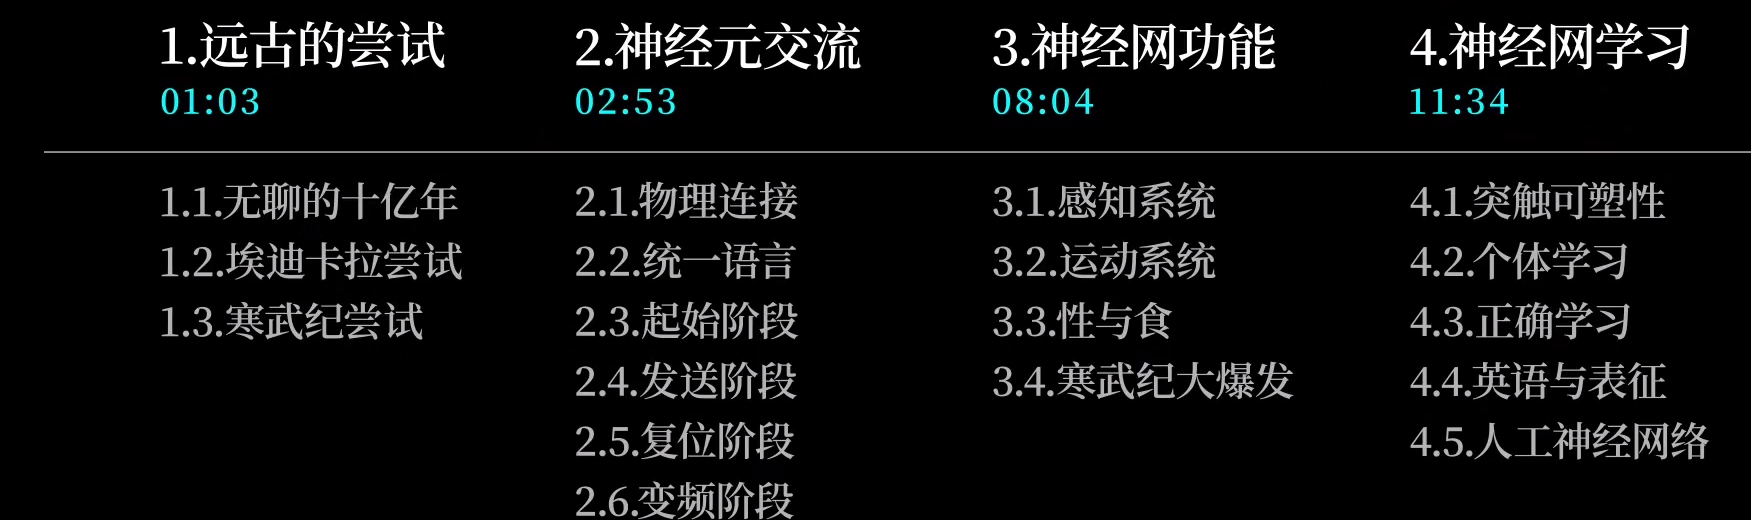 1.远古的尝试
01:03
1.1.无聊的十亿年
1.2.埃迪卡拉尝试
1.3.寒武纪尝试
2.神经元交流
02:53
2.1.物理连接
2.2.统一语言
2.3.起始阶段
2.4.发送阶段
2.5.复位阶段
2.6.变频阶段
3.神经网功能
08:04
3.1.感知系统
3.2.运动系统
3.3.性与食
3.4.寒武纪大爆发
4.神经网学习
11:34
4.1.突触可塑性
4.2.个体学习
4.3.正确学习
4.4.英语与表征
4.5.人工神经网络